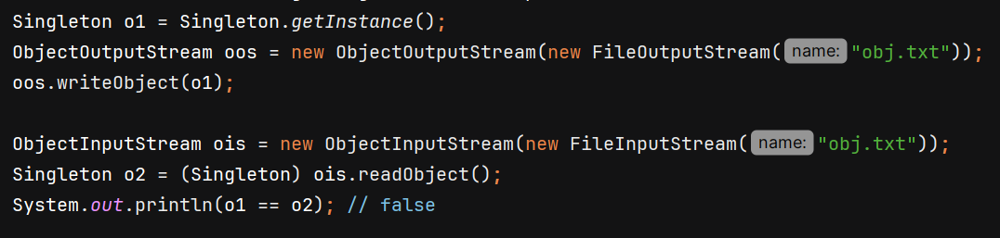 Singleton o1 = Singleton.getInstance();
ObjectOutputStream oos = new ObjectOutputStream(new FileOutputStream( name: "obj.txt"));
oos.writeObject(o1);
ObjectInputStream ois = new ObjectInputStream(new FileInputStream( name: "obj.txt"));
Singleton o2 = (Singleton) ois.readObject();
System.out.println(o1 == o2); // false